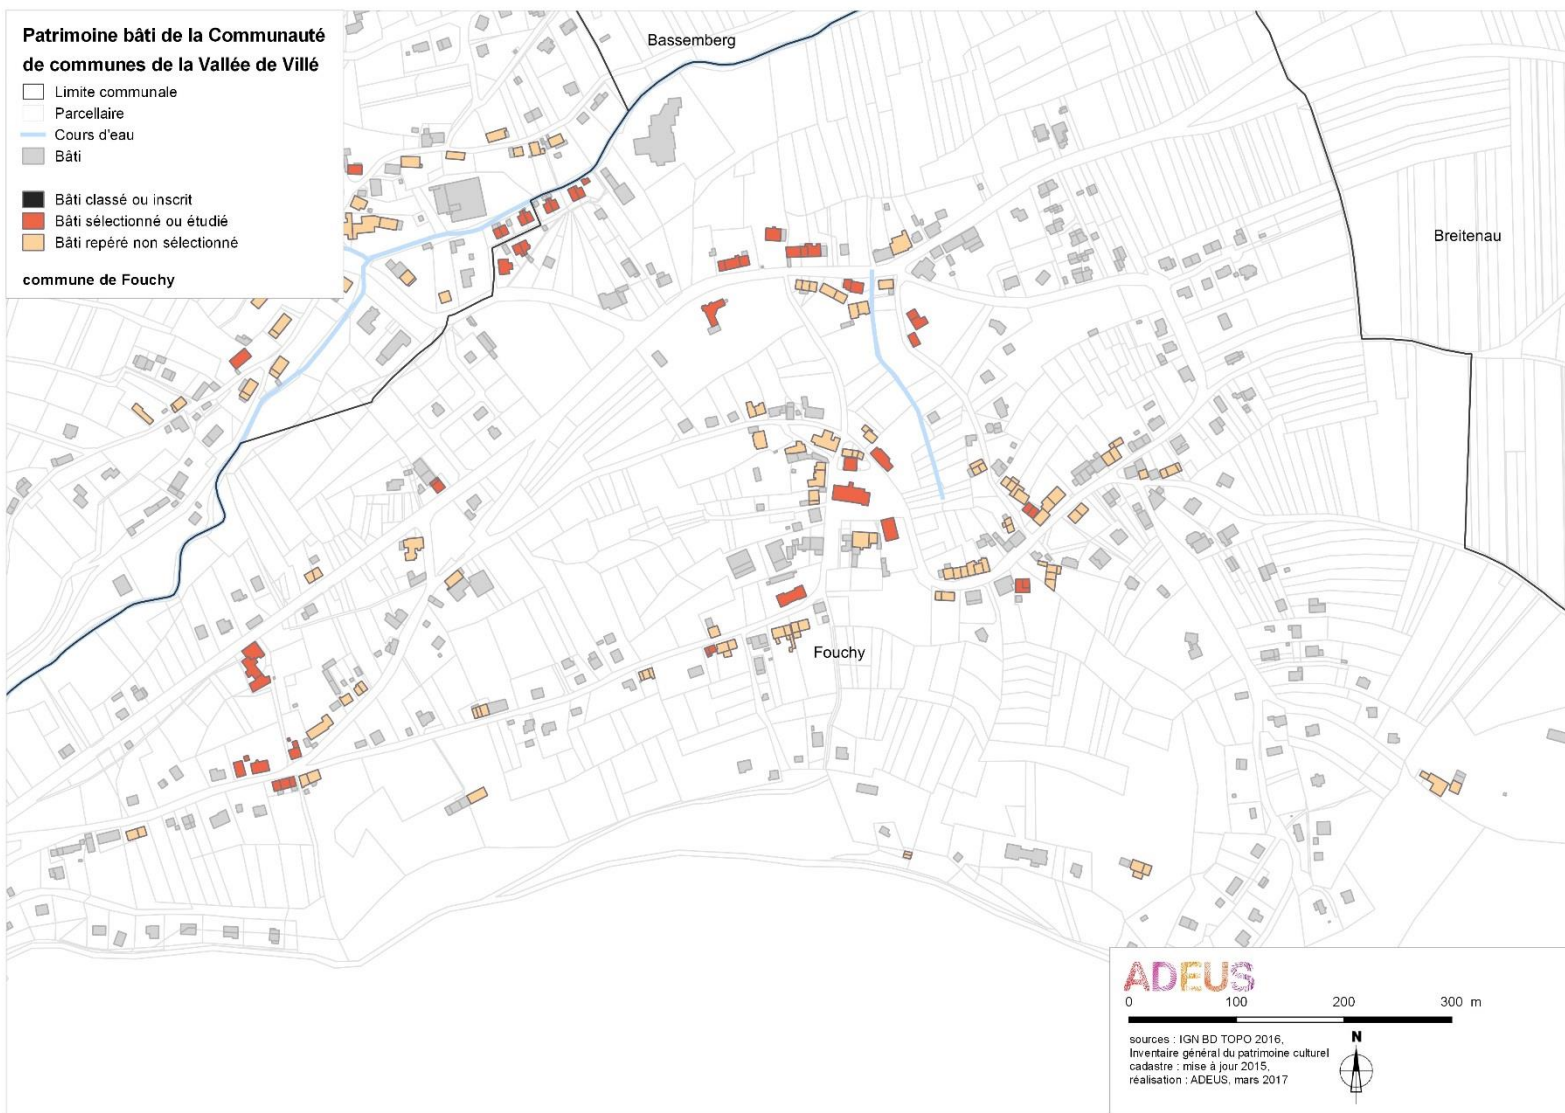 Patrimoine bâti de la Communauté
de communes de la Vallée de Villé
Limite communale
Parcellaire
Cours d'eau
Bâti
Bâti classé ou inscrit
Bâti sélectionné ou étudié
Bâti repéré non sélectionné
commune de Fouchy
Bassemberg
Breitenau
Fouchy
ADEUS
0 100 200 300 m
sources : IGN BD TOPO 2016,
Inventaire général du patrimoine culturel
cadastre : mise à jour 2015,
réalisation : ADEUS, mars 2017
N